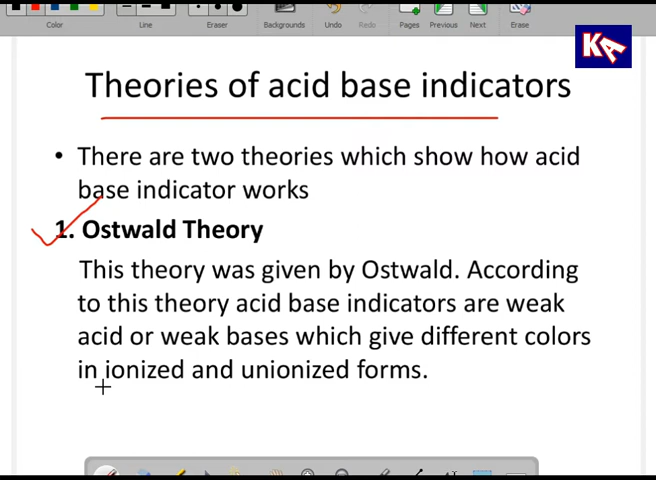 Color Line Eraser Backgrounds Undo Redo Pages Previous Next Erase
KA
Theories of acid base indicators
• There are two theories which show how acid
base indicator works
1. Ostwald Theory
This theory was given by Ostwald. According
to this theory acid base indicators are weak
acid or weak bases which give different colors
in ionized and unionized forms.